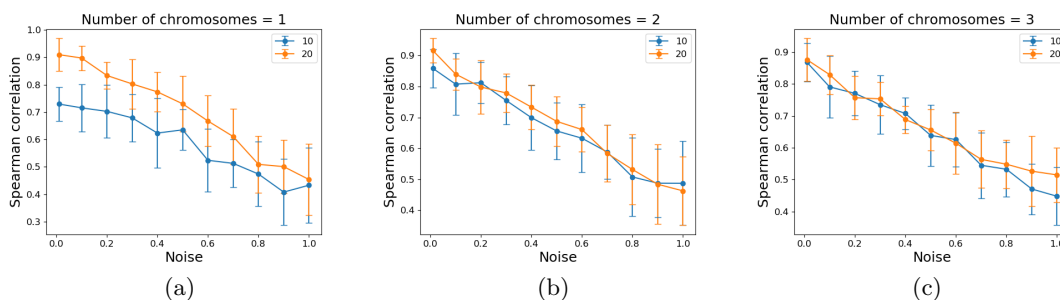 Number of chromosomes = 1
10
20
Spearman correlation
1.0
0.9
0.8
0.7
0.6
0.5
0.4
0.3
0.0 0.2 0.4 0.6 0.8 1.0
Noise
(a)
Number of chromosomes = 2
10
20
Spearman correlation
0.9
0.8
0.7
0.6
0.5
0.4
0.0 0.2 0.4 0.6 0.8 1.0
Noise
(b)
Number of chromosomes = 3
10
20
Spearman correlation
0.9
0.8
0.7
0.6
0.5
0.4
0.0 0.2 0.4 0.6 0.8 1.0
Noise
(c)